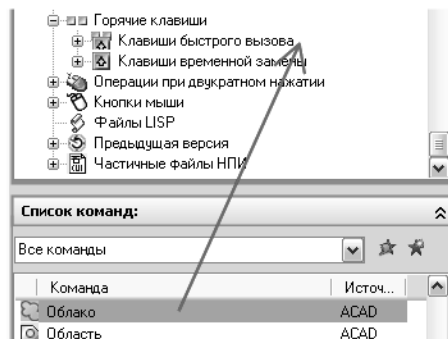 Горячие клавиши
Клавиши быстрого вызова
Клавиши временной замены
Операции при двукратном нажатии
Кнопки мыши
Файлы LISP
Предыдущая версия
Частичные файлы НПИ
Список команд:
Все команды
Команда Источ...
Облако ACAD
Область ACAD